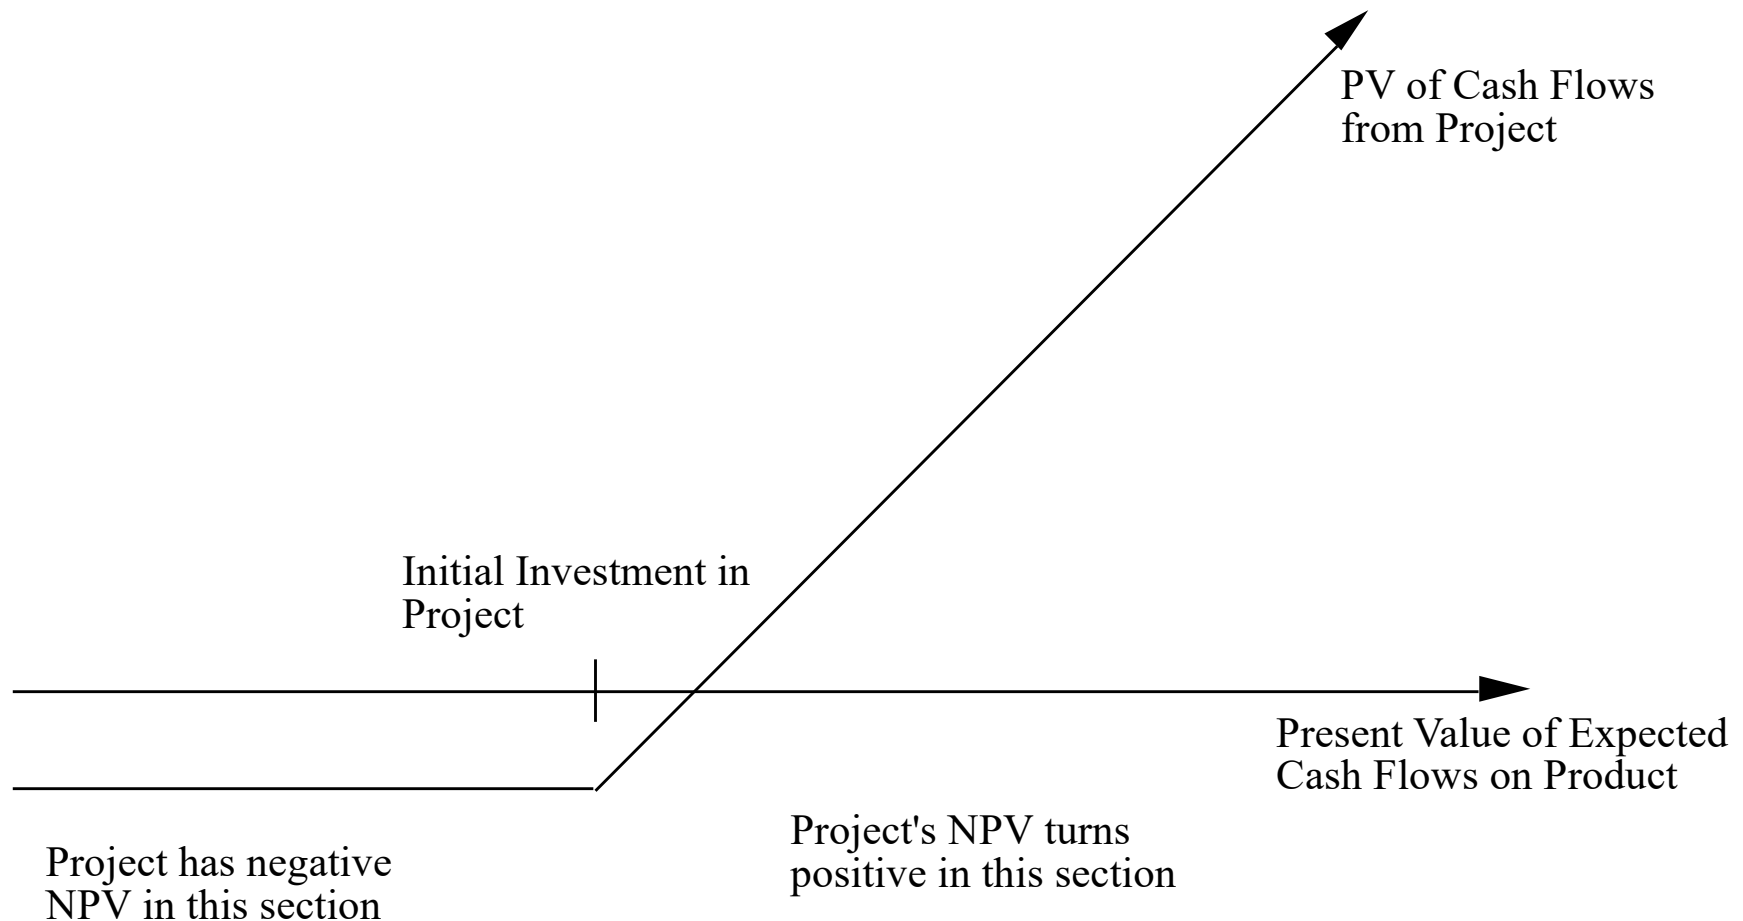 PV of Cash Flows
from Project
Initial Investment in
Project
Present Value of Expected
Cash Flows on Product
Project's NPV turns
positive in this section
Project has negative
NPV in this section